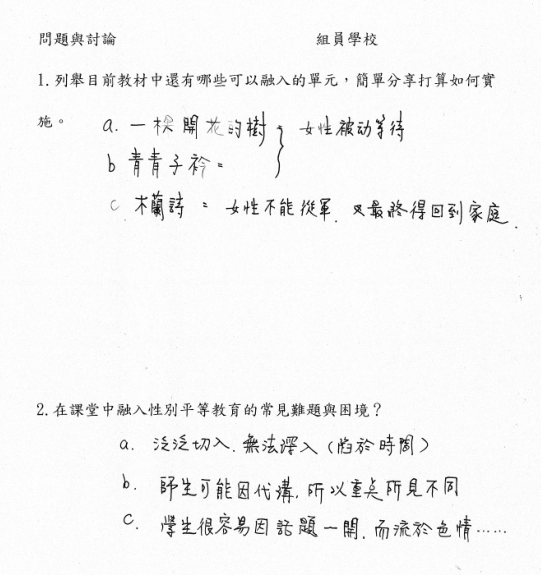 問題與討論 組員學校
1. 列舉目前教材中還有哪些可以融入的單元，簡單分享打算如何實
施。
a. 一棵開花的樹 女性被动等待
b 青青子衿 =
c. 木蘭詩 = 女性不能從軍. 又最終得回到家庭.
2. 在課堂中融入性別平等教育的常見難題與困境？
a. 泛泛切入. 無法深入（陷於時間）
b. 師生可能因代溝, 所以重点所見不同
c. 學生很容易因話題一開, 而流於色情……